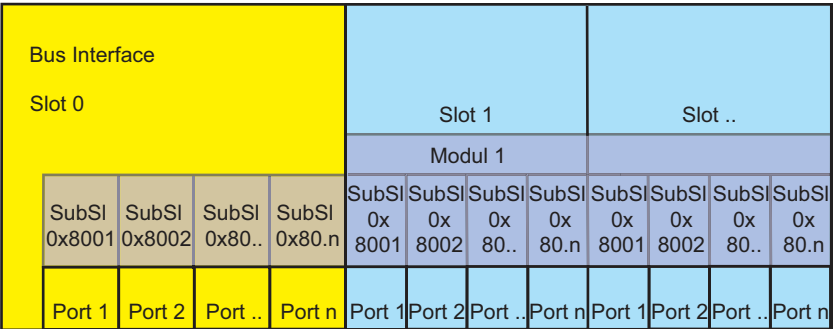 Bus Interface
Slot 0
Slot 1
Slot ..
Modul 1
SubSl SubSl SubSl SubSl SubSl SubSl SubSl SubSl SubSl SubSl SubSl SubSl
0x8001 0x8002 0x80.. 0x80.n 0x 0x 0x 0x 0x 0x 0x 0x
8001 8002 80.. 80.n 8001 8002 80.. 80.n
Port 1 Port 2 Port .. Port n Port 1 Port 2 Port .. Port n Port 1 Port 2 Port .. Port n